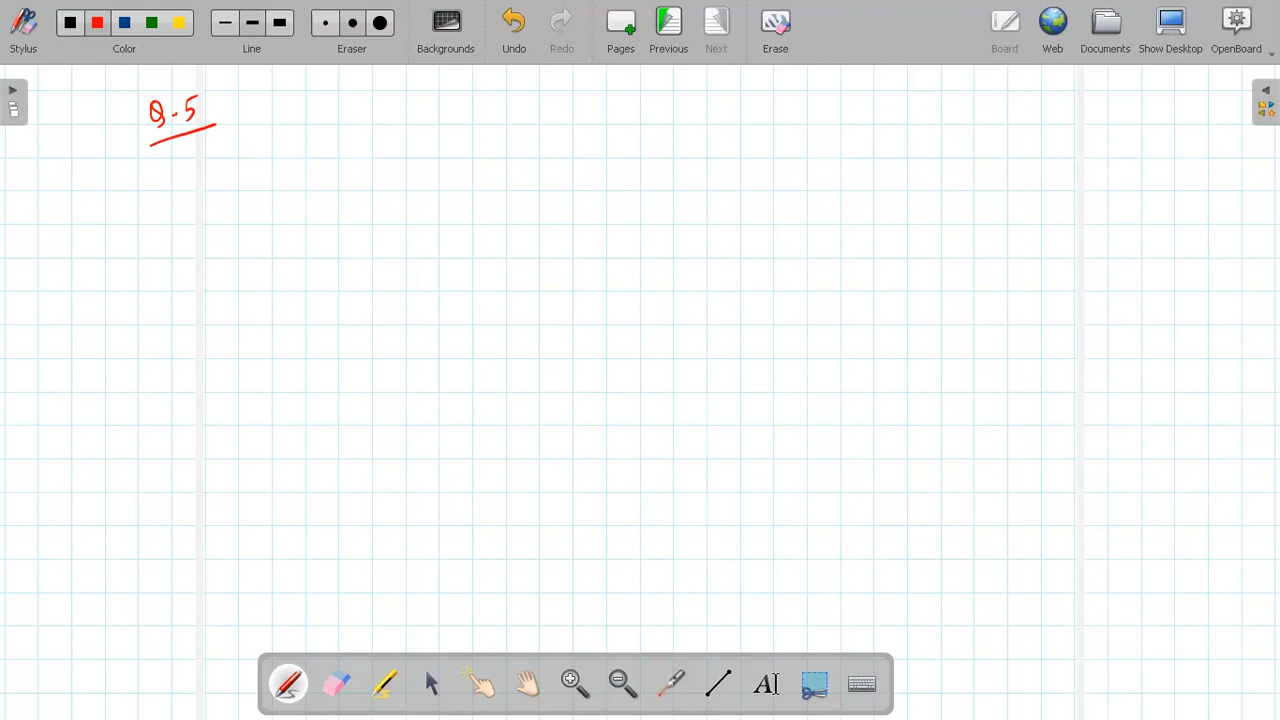 Stylus Color Line Eraser Backgrounds Undo Redo Pages Previous Next Erase Board Web Documents Show Desktop OpenBoard
Q.5
A